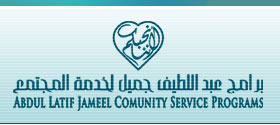 برامج عبد اللطيف جميل لخدمة المجتمع
ABDUL LATIF JAMEEL COMUNITY SERVICE PROGRAMS